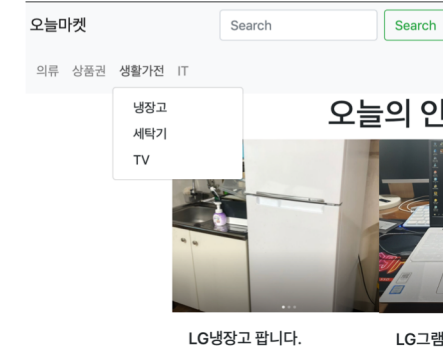 오늘마켓 Search Search
의류 상품권 생활가전 IT
냉장고
세탁기
TV
오늘의
LG냉장고 팝니다. LG그램